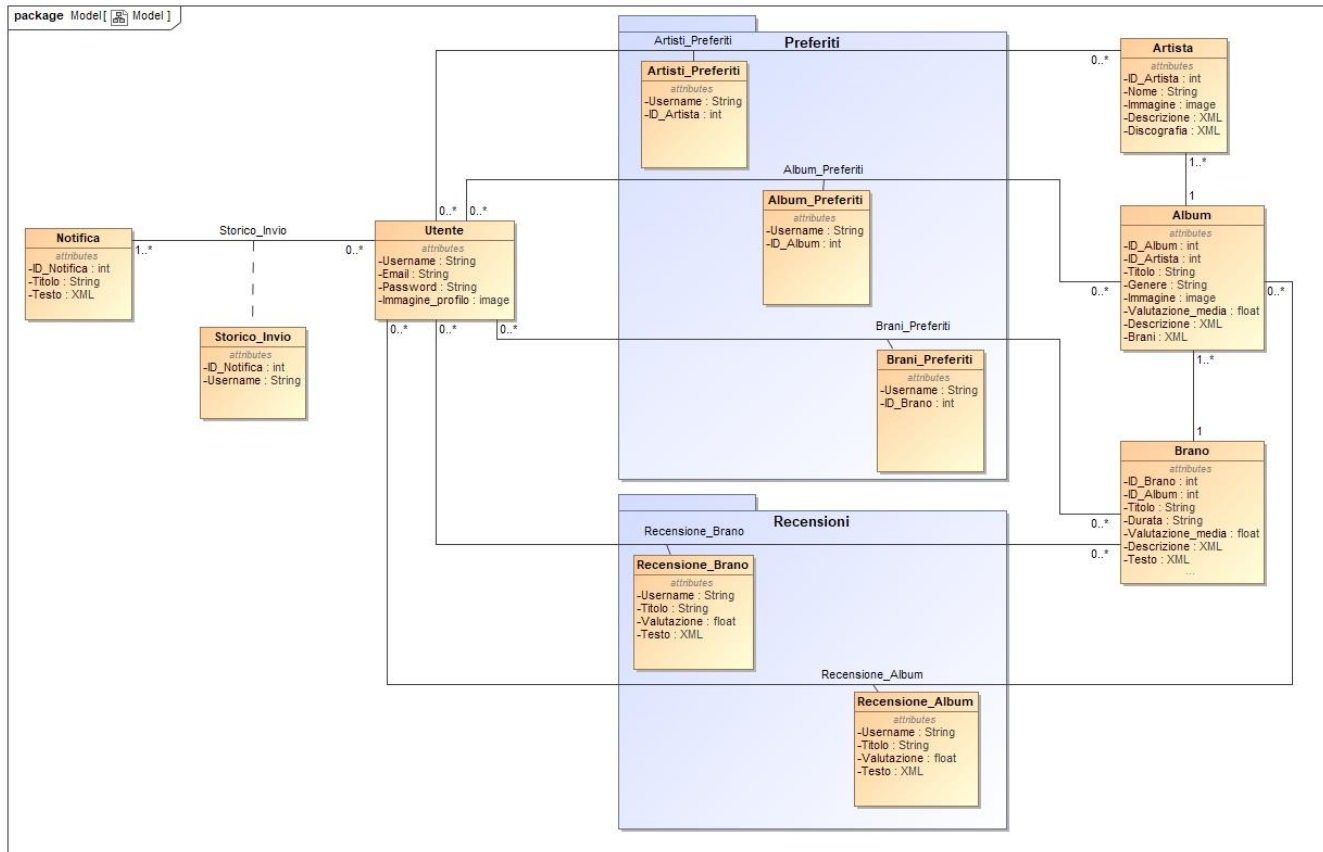 package Model[ Model ]
Preferiti
Artisti_Preferiti
Artisti_Preferiti
attributes
-Username : String
-ID_Artista : int
Artista
attributes
-ID_Artista : int
-Nome : String
-Immagine : image
-Descrizione : XML
-Discografia : XML
0..*
1..*
1
Album_Preferiti
Album_Preferiti
attributes
-Username : String
-ID_Album : int
0..*
0..*
Storico_Invio
1..*
0..*
Notifica
attributes
-ID_Notifica : int
-Titolo : String
-Testo : XML
Utente
attributes
-Username : String
-Email : String
-Password : String
-Immagine_profilo : image
0..*
0..*
0..*
Album
attributes
-ID_Album : int
-ID_Artista : int
-Titolo : String
-Genere : String
-Immagine : image
-Valutazione_media : float
-Descrizione : XML
-Brani : XML
0..*
0..*
1..*
1
Storico_Invio
attributes
-ID_Notifica : int
-Username : String
Brani_Preferiti
Brani_Preferiti
attributes
-Username : String
-ID_Brano : int
Brano
attributes
-ID_Brano : int
-ID_Album : int
-Titolo : String
-Durata : String
-Valutazione_media : float
-Descrizione : XML
-Testo : XML
...
0..*
0..*
Recensioni
Recensione_Brano
Recensione_Brano
attributes
-Username : String
-Titolo : String
-Valutazione : float
-Testo : XML
Recensione_Album
Recensione_Album
attributes
-Username : String
-Titolo : String
-Valutazione : float
-Testo : XML